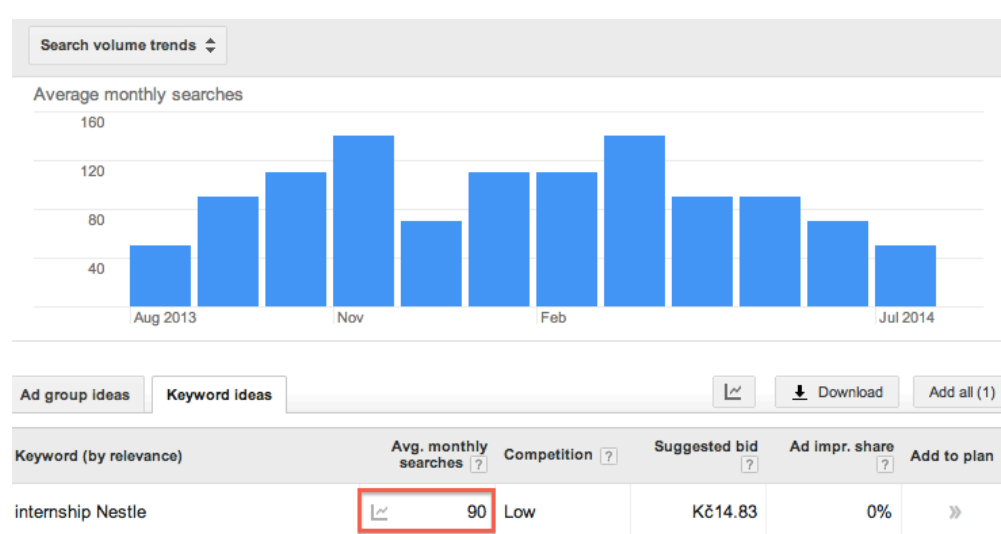 Search volume trends
Average monthly searches
160
120
80
40
Aug 2013 Nov Feb Jul 2014
Ad group ideas Keyword ideas Download Add all (1)
Keyword (by relevance) Avg. monthly searches ? Competition ? Suggested bid ? Ad impr. share ? Add to plan
internship Nestle 90 Low Kč14.83 0% »